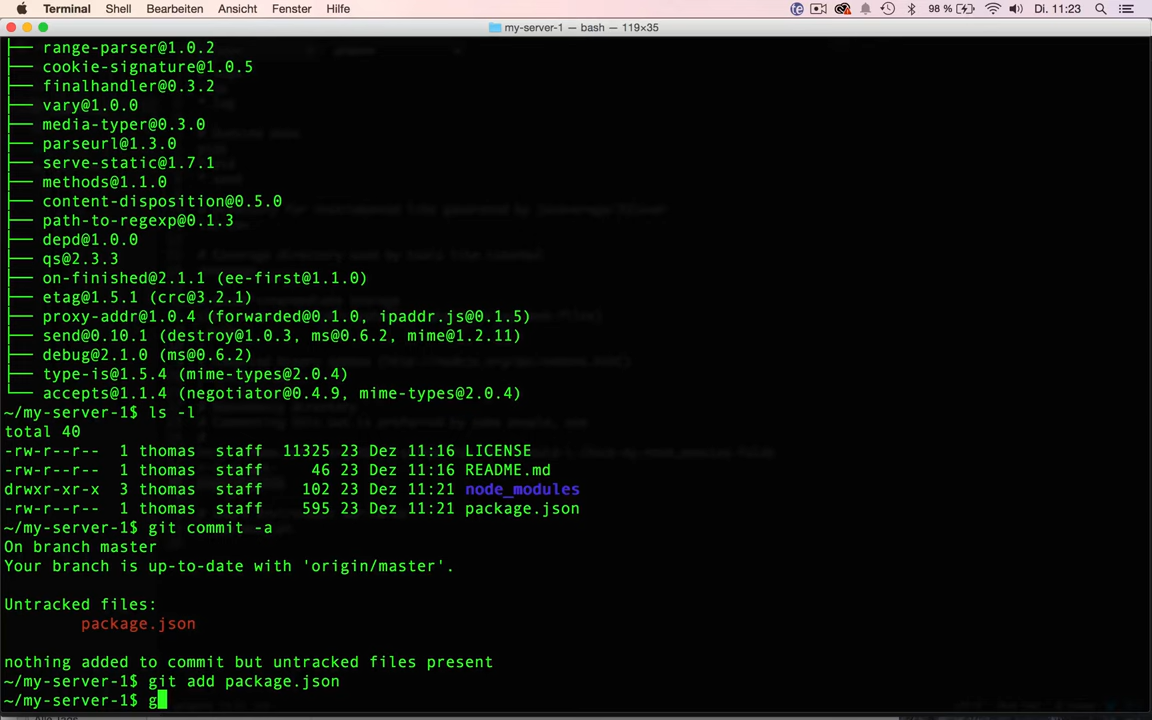 Terminal Shell Bearbeiten Ansicht Fenster Hilfe 98 % Di. 11:23
my-server-1 — bash — 119×35
├── range-parser@1.0.2
├── cookie-signature@1.0.5
├── finalhandler@0.3.2
├── vary@1.0.0
├── media-typer@0.3.0
├── parseurl@1.3.0
├── serve-static@1.7.1
├── methods@1.1.0
├── content-disposition@0.5.0
├── path-to-regexp@0.1.3
├── depd@1.0.0
├── qs@2.3.3
├── on-finished@2.1.1 (ee-first@1.1.0)
├── etag@1.5.1 (crc@3.2.1)
├── proxy-addr@1.0.4 (forwarded@0.1.0, ipaddr.js@0.1.5)
├── send@0.10.1 (destroy@1.0.3, ms@0.6.2, mime@1.2.11)
├── debug@2.1.0 (ms@0.6.2)
├── type-is@1.5.4 (mime-types@2.0.4)
└── accepts@1.1.4 (negotiator@0.4.9, mime-types@2.0.4)
~/my-server-1$ ls -l
total 40
-rw-r--r-- 1 thomas staff 11325 23 Dez 11:16 LICENSE
-rw-r--r-- 1 thomas staff 46 23 Dez 11:16 README.md
drwxr-xr-x 3 thomas staff 102 23 Dez 11:21 node_modules
-rw-r--r-- 1 thomas staff 595 23 Dez 11:21 package.json
~/my-server-1$ git commit -a
On branch master
Your branch is up-to-date with 'origin/master'.
Untracked files:
package.json
nothing added to commit but untracked files present
~/my-server-1$ git add package.json
~/my-server-1$ g